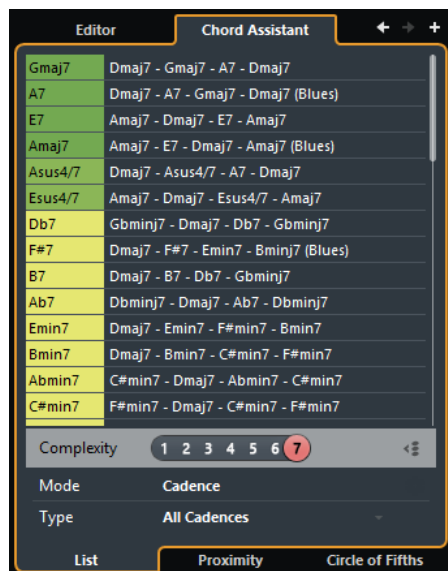 Editor Chord Assistant
Gmaj7 Dmaj7 - Gmaj7 - A7 - Dmaj7
A7 Dmaj7 - A7 - Gmaj7 - Dmaj7 (Blues)
E7 Amaj7 - Dmaj7 - E7 - Amaj7
Amaj7 Amaj7 - E7 - Dmaj7 - Amaj7 (Blues)
Asus4/7 Dmaj7 - Asus4/7 - A7 - Dmaj7
Esus4/7 Amaj7 - Dmaj7 - Esus4/7 - Amaj7
Db7 Gbminj7 - Dmaj7 - Db7 - Gbminj7
F#7 Dmaj7 - F#7 - Emin7 - Bminj7 (Blues)
B7 Dmaj7 - B7 - Db7 - Gbminj7
Ab7 Dbminj7 - Dmaj7 - Ab7 - Dbminj7
Emin7 Dmaj7 - Emin7 - F#min7 - Bmin7
Bmin7 Dmaj7 - Bmin7 - C#min7 - F#min7
Abmin7 C#min7 - Dmaj7 - Abmin7 - C#min7
C#min7 F#min7 - Dmaj7 - C#min7 - F#min7
Complexity 1 2 3 4 5 6 7
Mode Cadence
Type All Cadences
List Proximity Circle of Fifths